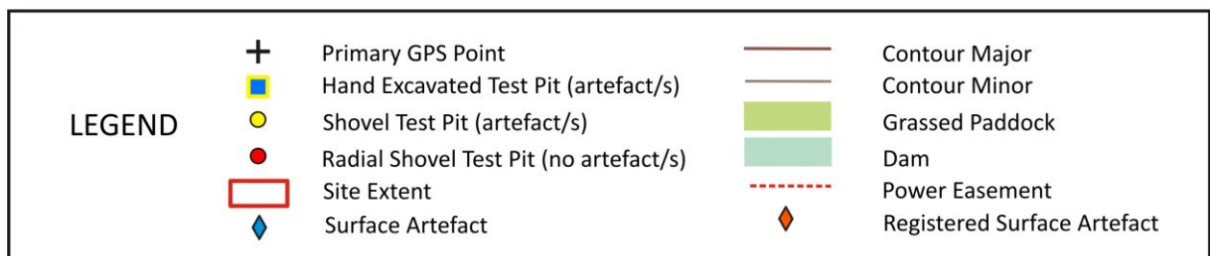 LEGEND
Primary GPS Point
Hand Excavated Test Pit (artefact/s)
Shovel Test Pit (artefact/s)
Radial Shovel Test Pit (no artefact/s)
Site Extent
Surface Artefact
Contour Major
Contour Minor
Grassed Paddock
Dam
Power Easement
Registered Surface Artefact